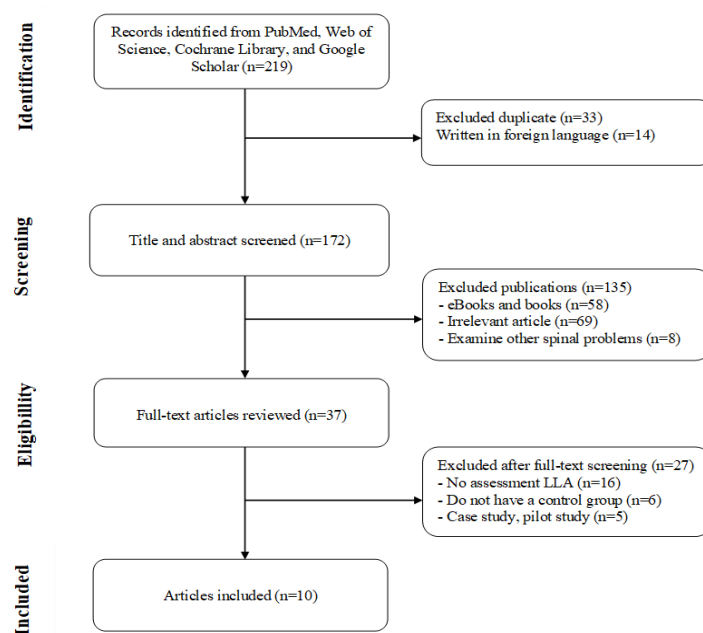 Identification
Records identified from PubMed, Web of
Science, Cochrane Library, and Google
Scholar (n=219)
Excluded duplicate (n=33)
Written in foreign language (n=14)
Screening
Title and abstract screened (n=172)
Excluded publications (n=135)
- eBooks and books (n=58)
- Irrelevant article (n=69)
- Examine other spinal problems (n=8)
Eligibillity
Full-text articles reviewed (n=37)
Excluded after full-text screening (n=27)
- No assessment LLA (n=16)
- Do not have a control group (n=6)
- Case study, pilot study (n=5)
Included
Articles included (n=10)